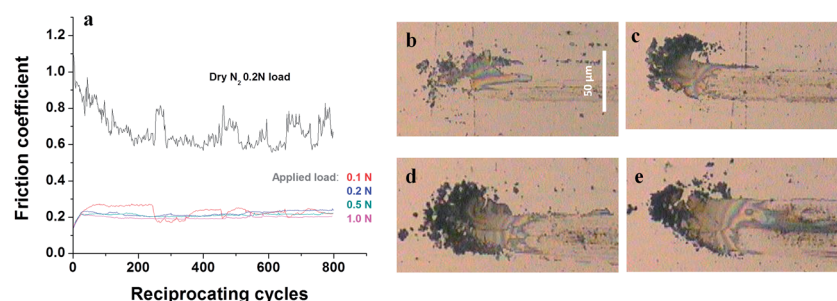 a
Friction coefficient
1.2
1.0
0.8
0.6
0.4
0.2
0.0
Dry N2 0.2N load
Applied load: 0.1 N
0.2 N
0.5 N
1.0 N
0 200 400 600 800
Reciprocating cycles
b
50 µm
c
d
e